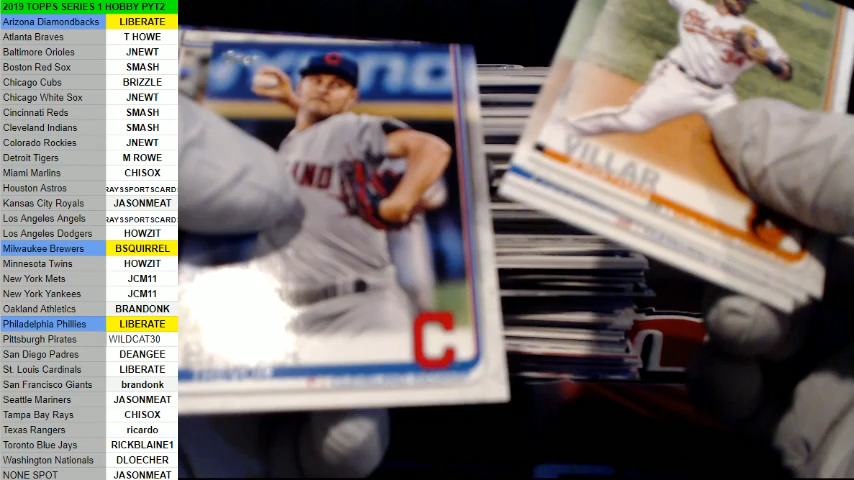 2019 TOPPS SERIES 1 HOBBY PYT2
Arizona Diamondbacks LIBERATE
Atlanta Braves T HOWE
Baltimore Orioles JNEWT
Boston Red Sox SMASH
Chicago Cubs BRIZZLE
Chicago White Sox JNEWT
Cincinnati Reds SMASH
Cleveland Indians SMASH
Colorado Rockies JNEWT
Detroit Tigers M ROWE
Miami Marlins CHISOX
Houston Astros RAYSSPORTSCARDS
Kansas City Royals JASONMEAT
Los Angeles Angels RAYSSPORTSCARDS
Los Angeles Dodgers HOWZIT
Milwaukee Brewers BSQUIRREL
Minnesota Twins HOWZIT
New York Mets JCM11
New York Yankees JCM11
Oakland Athletics BRANDONK
Philadelphia Phillies LIBERATE
Pittsburgh Pirates WILDCAT30
San Diego Padres DEANGEE
St. Louis Cardinals LIBERATE
San Francisco Giants brandonk
Seattle Mariners JASONMEAT
Tampa Bay Rays CHISOX
Texas Rangers ricardo
Toronto Blue Jays RICKBLAINE1
Washington Nationals DLOECHER
NONE SPOT JASONMEAT
C
VILLAR
34